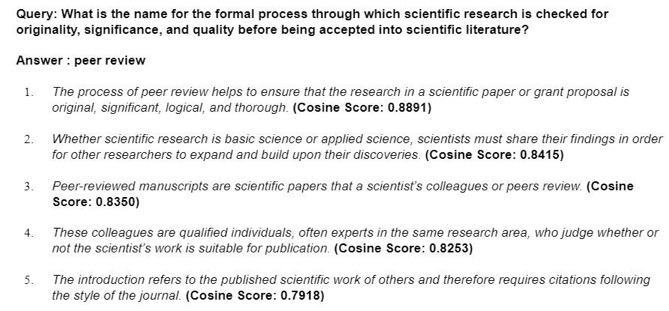 Query: What is the name for the formal process through which scientific research is checked for
originality, significance, and quality before being accepted into scientific literature?
Answer : peer review
1. The process of peer review helps to ensure that the research in a scientific paper or grant proposal is
original, significant, logical, and thorough. (Cosine Score: 0.8891)
2. Whether scientific research is basic science or applied science, scientists must share their findings in order
for other researchers to expand and build upon their discoveries. (Cosine Score: 0.8415)
3. Peer-reviewed manuscripts are scientific papers that a scientist's colleagues or peers review. (Cosine
Score: 0.8350)
4. These colleagues are qualified individuals, often experts in the same research area, who judge whether or
not the scientist's work is suitable for publication. (Cosine Score: 0.8253)
5. The introduction refers to the published scientific work of others and therefore requires citations following
the style of the journal. (Cosine Score: 0.7918)